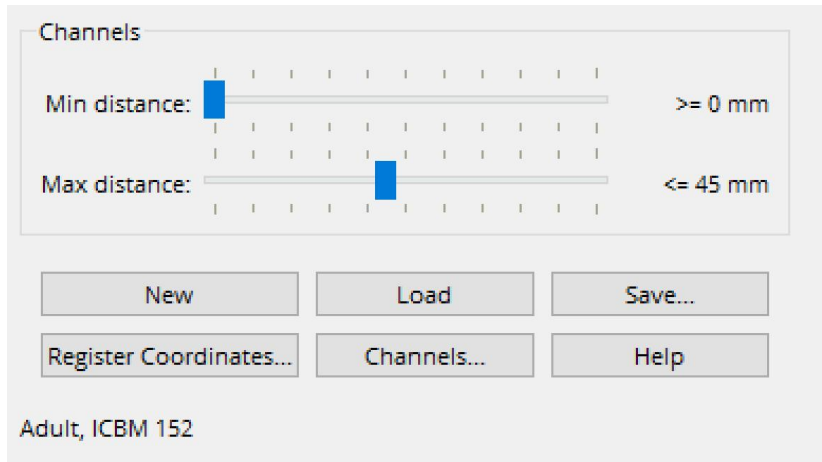 Channels
Min distance: >= 0 mm
Max distance: <= 45 mm
New Load Save...
Register Coordinates... Channels... Help
Adult, ICBM 152